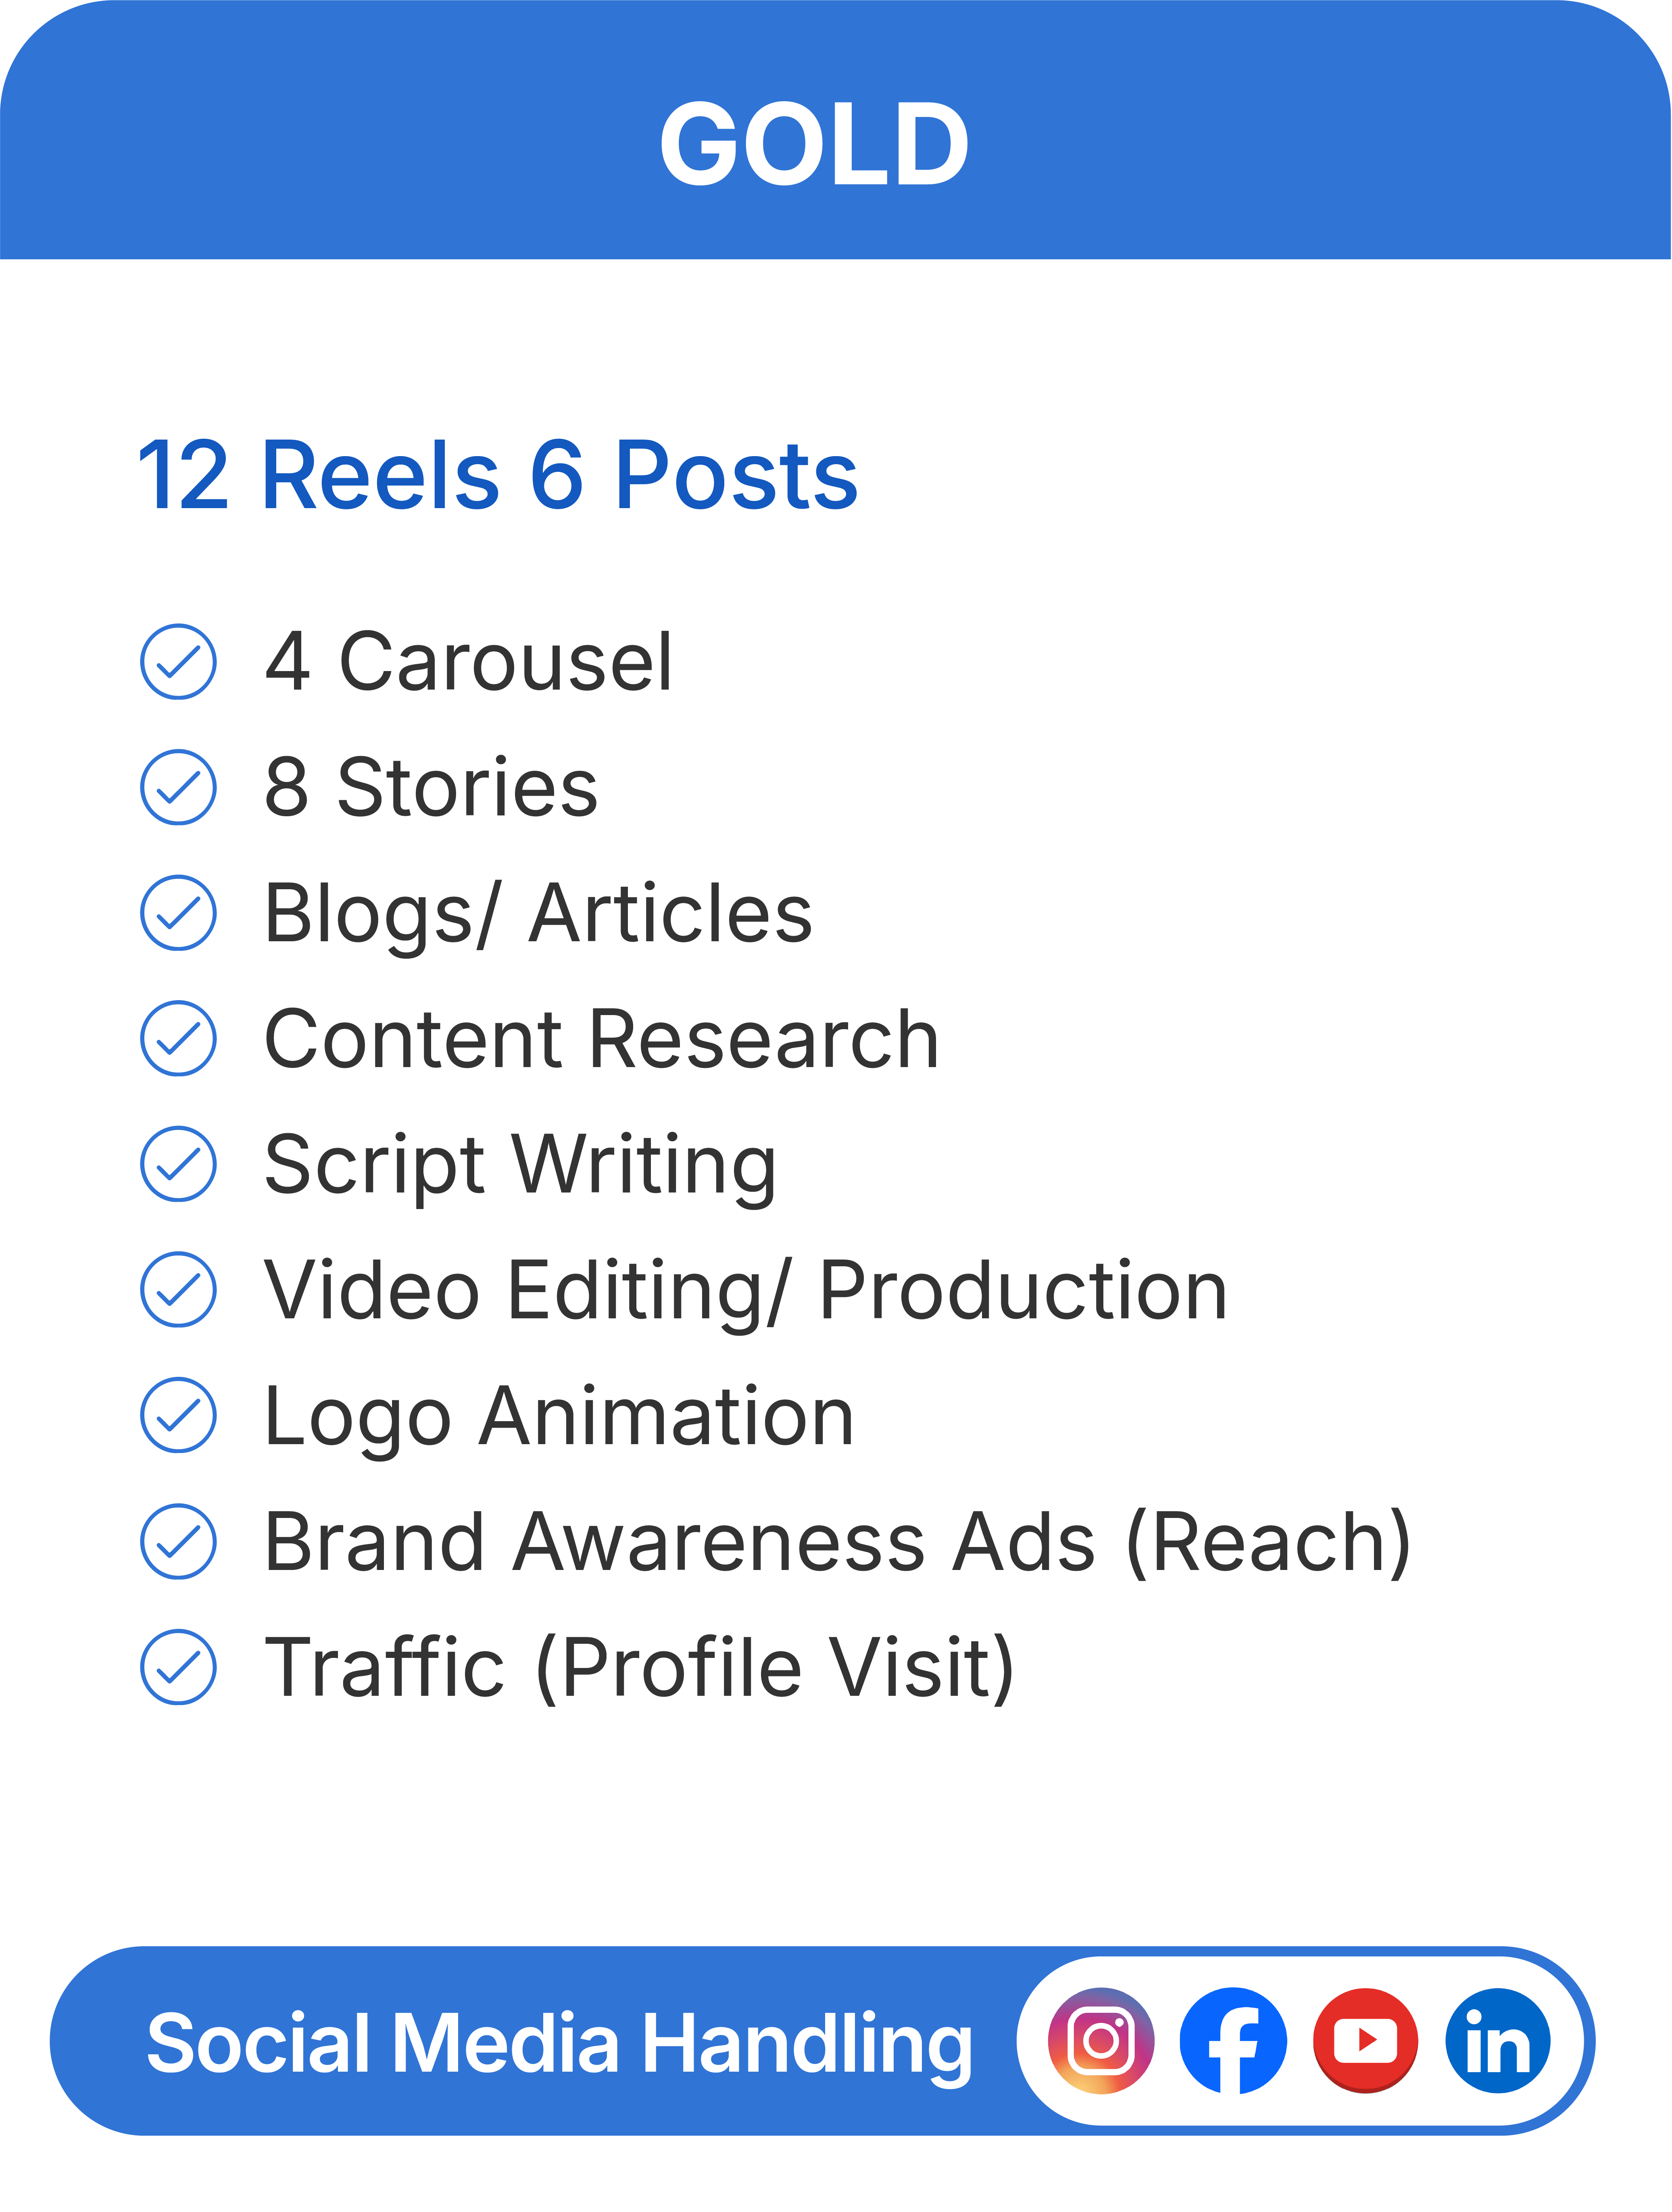 GOLD
12 Reels 6 Posts
4 Carousel
8 Stories
Blogs/ Articles
Content Research
Script Writing
Video Editing/ Production
Logo Animation
Brand Awareness Ads (Reach)
Traffic (Profile Visit)
Social Media Handling